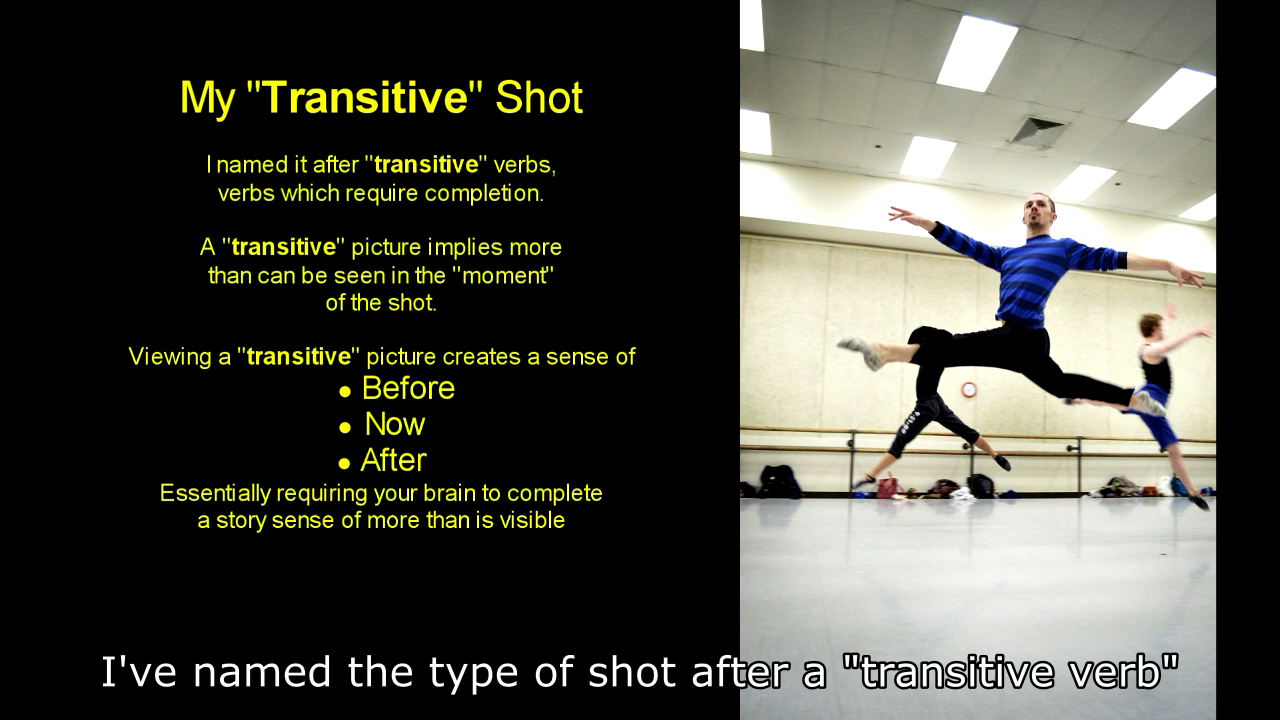 My "Transitive" Shot
I named it after "transitive" verbs,
verbs which require completion.
A "transitive" picture implies more
than can be seen in the "moment"
of the shot.
Viewing a "transitive" picture creates a sense of
• Before
• Now
• After
Essentially requiring your brain to complete
a story sense of more than is visible
I've named the type of shot after a "transitive verb"